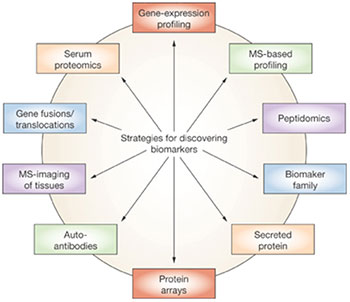 Gene-expression
profiling
Serum
proteomics
MS-based
profiling
Gene fusions/
translocations
Peptidomics
Strategies for discovering
biomarkers
MS-imaging
of tissues
Biomaker
family
Auto-
antibodies
Secreted
protein
Protein
arrays